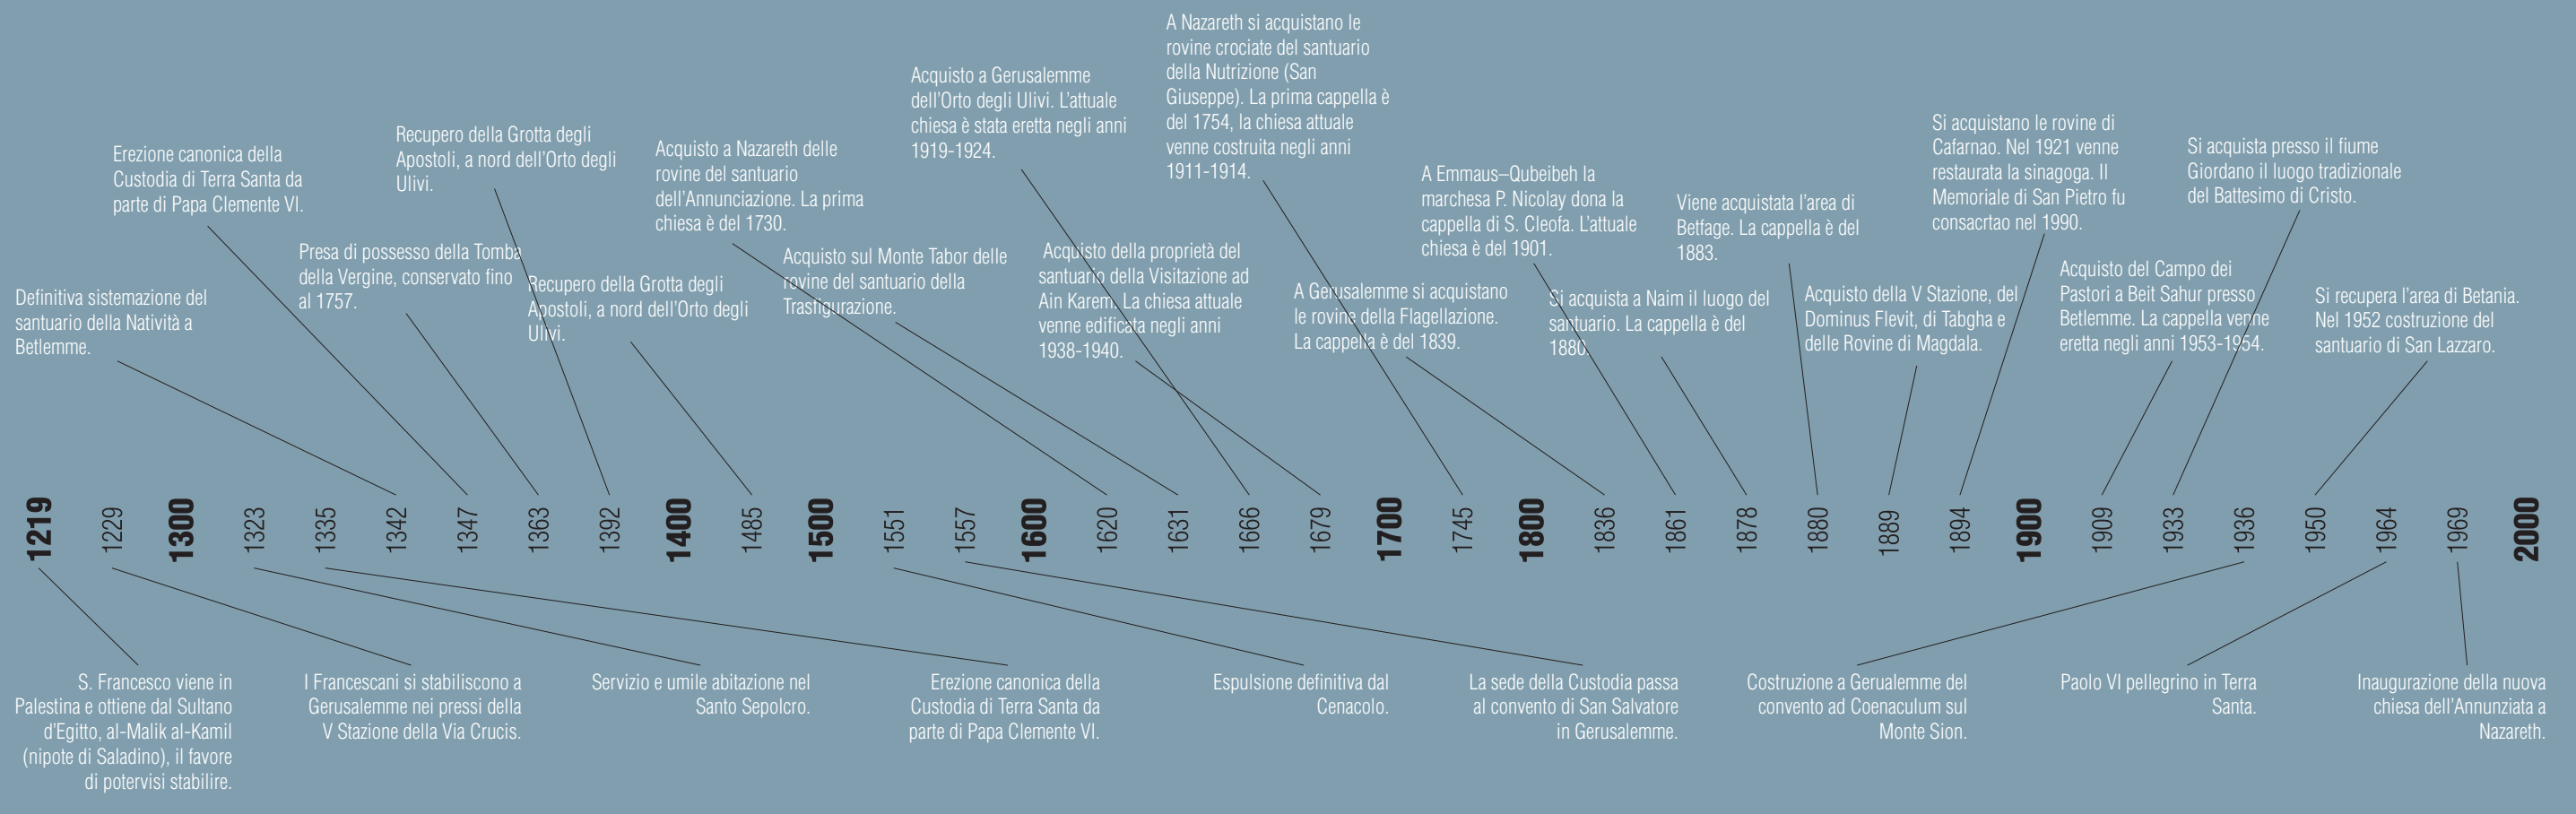 Definitiva sistemazione del
santuario della Natività a
Betlemme.
Erezione canonica della
Custodia di Terra Santa da
parte di Papa Clemente VI.
Presa di possesso della Tomba
della Vergine, conservato fino
al 1757.
Recupero della Grotta degli
Apostoli, a nord dell'Orto degli
Ulivi.
Recupero della Grotta degli
Apostoli, a nord dell'Orto degli
Ulivi.
Acquisto a Nazareth delle
rovine del santuario
dell'Annunciazione. La prima
chiesa è del 1730.
Acquisto sul Monte Tabor delle
rovine del santuario della
Trastigurazione.
Acquisto a Gerusalemme
dell'Orto degli Ulivi. L'attuale
chiesa è stata eretta negli anni
1919-1924.
Acquisto della proprietà del
santuario della Visitazione ad
Ain Karem. La chiesa attuale
venne edificata negli anni
1938-1940.
A Nazareth si acquistano le
rovine crociate del santuario
della Nutrizione (San
Giuseppe). La prima cappella è
del 1754, la chiesa attuale
venne costruita negli anni
1911-1914.
A Gerusalemme si acquistano
le rovine della Flagellazione.
La cappella è del 1839.
A Emmaus–Qubeibeh la
marchesa P. Nicolay dona la
cappella di S. Cleofa. L'attuale
chiesa è del 1901.
Si acquista a Naim il luogo del
santuario. La cappella è del
1880.
Viene acquistata l'area di
Betfage. La cappella è del
1883.
Acquisto della V Stazione, del
Dominus Flevit, di Tabgha e
delle Rovine di Magdala.
Si acquistano le rovine di
Cafarnao. Nel 1921 venne
restaurata la sinagoga. Il
Memoriale di San Pietro fu
consacrtao nel 1990.
Acquisto del Campo dei
Pastori a Beit Sahur presso
Betlemme. La cappella venne
eretta negli anni 1953-1954.
Si acquista presso il fiume
Giordano il luogo tradizionale
del Battesimo di Cristo.
Si recupera l'area di Betania.
Nel 1952 costruzione del
santuario di San Lazzaro.
1219
1229
1300
1323
1335
1342
1347
1363
1392
1400
1485
1500
1551
1557
1600
1620
1631
1666
1679
1700
1745
1800
1836
1861
1878
1880
1889
1894
1900
1909
1933
1936
1950
1964
1969
2000
S. Francesco viene in
Palestina e ottiene dal Sultano
d'Egitto, al-Malik al-Kamil
(nipote di Saladino), il favore
di potervisi stabilire.
I Francescani si stabiliscono a
Gerusalemme nei pressi della
V Stazione della Via Crucis.
Servizio e umile abitazione nel
Santo Sepolcro.
Erezione canonica della
Custodia di Terra Santa da
parte di Papa Clemente VI.
Espulsione definitiva dal
Cenacolo.
La sede della Custodia passa
al convento di San Salvatore
in Gerusalemme.
Costruzione a Gerualemme del
convento ad Coenaculum sul
Monte Sion.
Paolo VI pellegrino in Terra
Santa.
Inaugurazione della nuova
chiesa dell'Annunziata a
Nazareth.